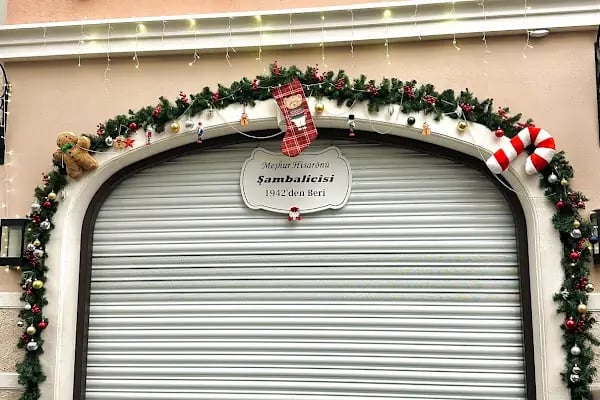 Meşhur Hisarönü
Şambalicisi
1942'den Beri